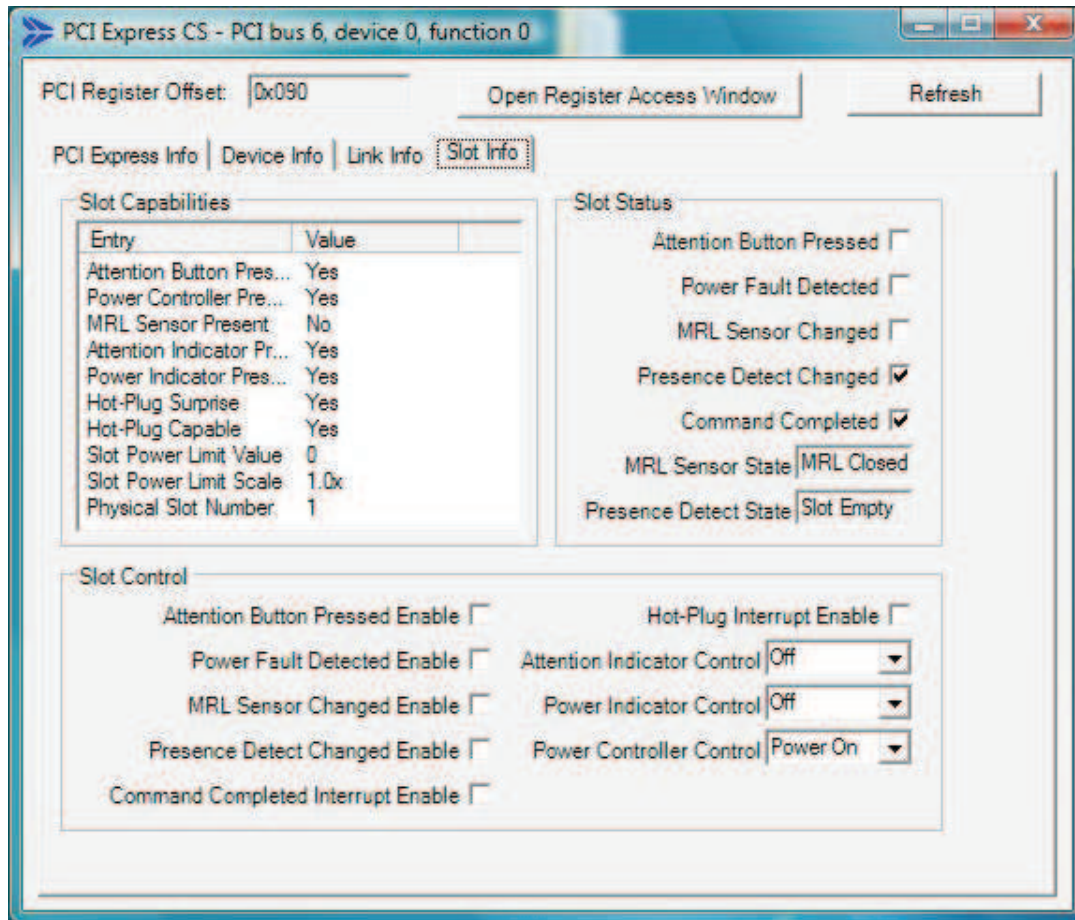 PCI Express CS - PCI bus 6, device 0, function 0
PCI Register Offset: 0x090 Open Register Access Window Refresh
PCI Express Info Device Info Link Info Slot Info
Slot Capabilities
Entry Value
Attention Button Pres... Yes
Power Controller Pre... Yes
MRL Sensor Present No
Attention Indicator Pr... Yes
Power Indicator Pres... Yes
Hot-Plug Surprise Yes
Hot-Plug Capable Yes
Slot Power Limit Value 0
Slot Power Limit Scale 1.0x
Physical Slot Number 1
Slot Status
Attention Button Pressed
Power Fault Detected
MRL Sensor Changed
Presence Detect Changed
Command Completed
MRL Sensor State MRL Closed
Presence Detect State Slot Empty
Slot Control
Attention Button Pressed Enable
Power Fault Detected Enable
MRL Sensor Changed Enable
Presence Detect Changed Enable
Command Completed Interrupt Enable
Hot-Plug Interrupt Enable
Attention Indicator Control Off
Power Indicator Control Off
Power Controller Control Power On